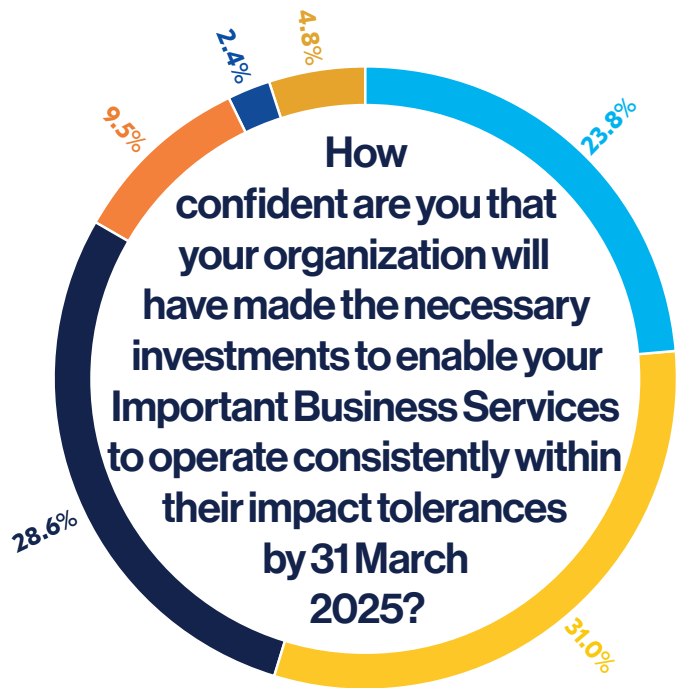 4.8%
2.4%
9.5%
23.8%
How
confident are you that
your organization will
have made the necessary
investments to enable your
Important Business Services
to operate consistently within
their impact tolerances
by 31 March
2025?
28.6%
31.0%